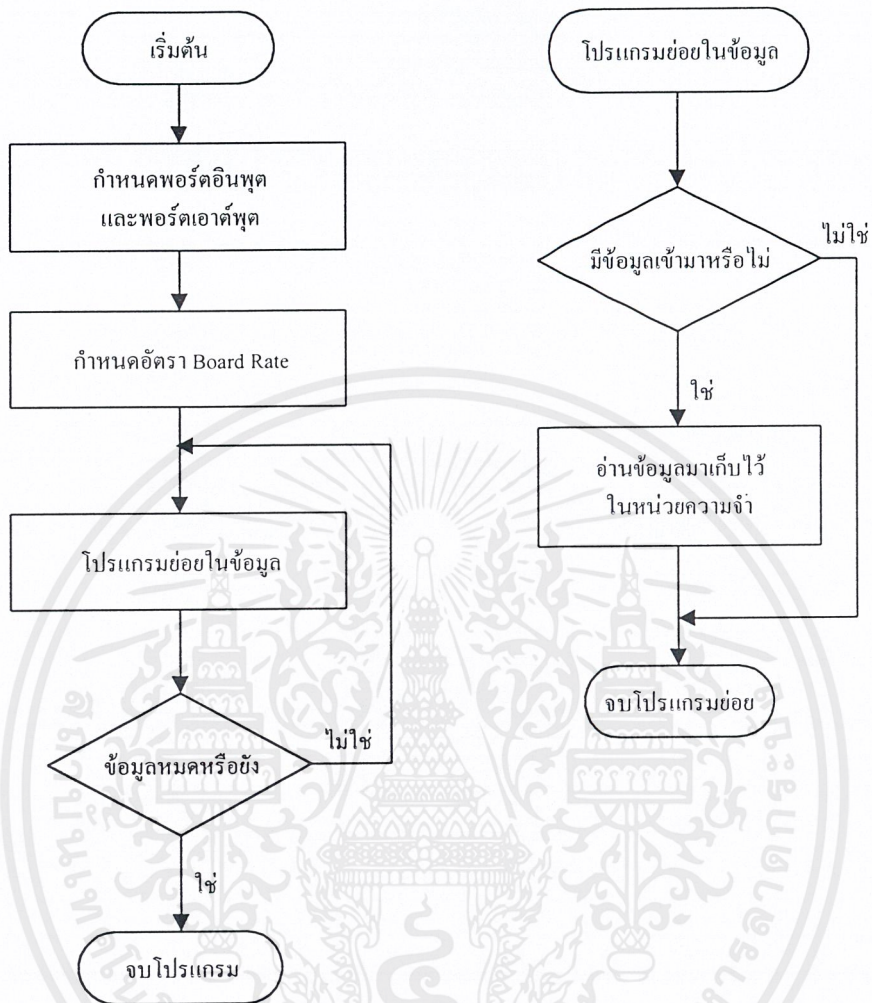 เริ่มต้น
กำหนดพอร์ตอินพุต
และพอร์ตเอาต์พุต
กำหนดอัตรา Board Rate
โปรแกรมย่อยในข้อมูล
ข้อมูลหมดหรือยัง
ไม่ใช่
ใช่
จบโปรแกรม
โปรแกรมย่อยในข้อมูล
มีข้อมูลเข้ามาหรือไม่
ไม่ใช่
ใช่
อ่านข้อมูลมาเก็บไว้
ในหน่วยความจำ
จบโปรแกรมย่อย